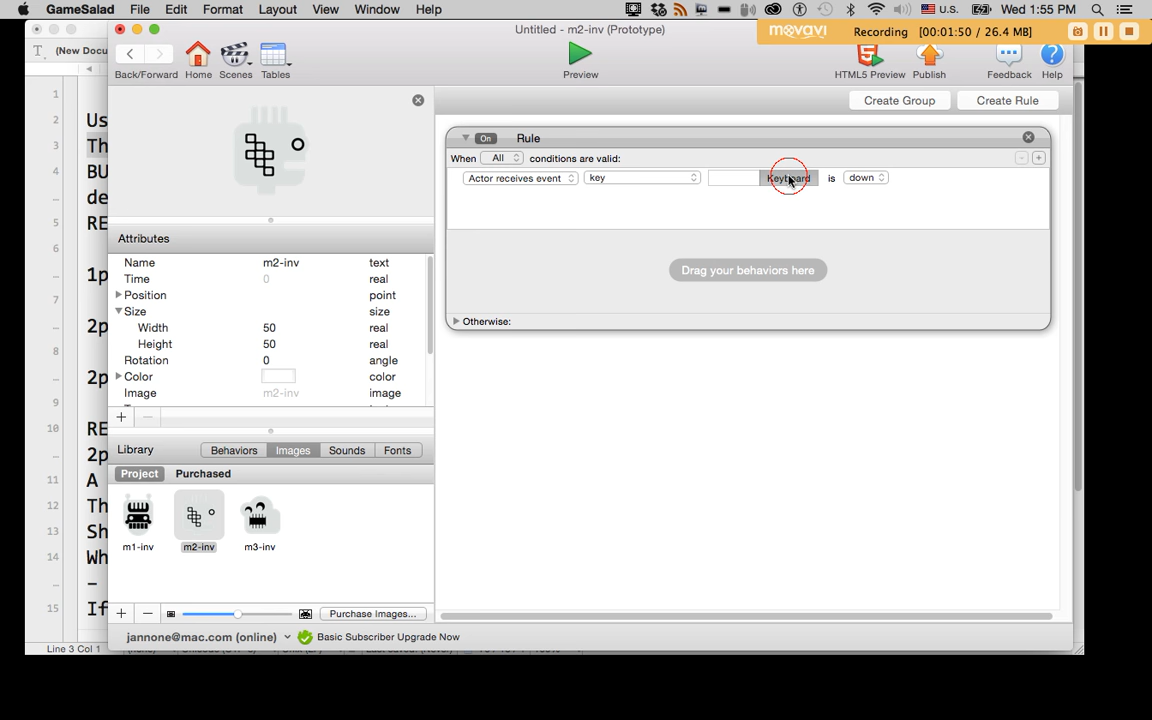 GameSalad File Edit Format Layout View Window Help U.S. Wed 1:55 PM
Untitled - m2-inv (Prototype)
movavi Recording [00:01:50 / 26.4 MB]
T (New Docu
Back/Forward Home Scenes Tables Preview HTML5 Preview Publish Feedback Help
Create Group Create Rule
1
2 Us
3 Th
4 BU
de
5 RE
6
1p
7
2p
8
2p
9
10 RE
2p
11 A
12 Th
13 Sh
14 Wh
–
15 If
On Rule
When All conditions are valid:
Actor receives event key Keyboard is down
Drag your behaviors here
Otherwise:
Attributes
Name m2-inv text
Time 0 real
Position point
Size size
Width 50 real
Height 50 real
Rotation 0 angle
Color color
Image m2-inv image
Library Behaviors Images Sounds Fonts
Project Purchased
m1-inv m2-inv m3-inv
Purchase Images...
jannone@mac.com (online) Basic Subscriber Upgrade Now
Line 3 Col 1